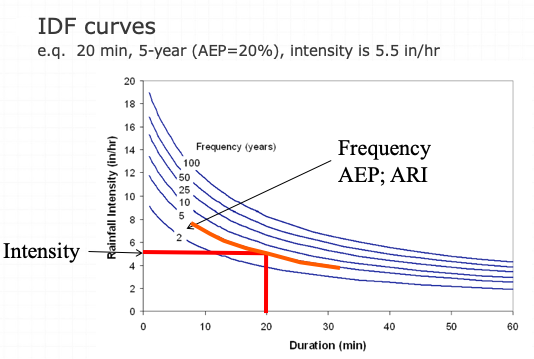 IDF curves
e.q. 20 min, 5-year (AEP=20%), intensity is 5.5 in/hr
20
18
16
14
12
10
8
6
4
2
0
Rainfall Intensity (in/hr)
Frequency (years)
100
50
25
10
5
2
Frequency
AEP; ARI
Intensity
0 10 20 30 40 50 60
Duration (min)